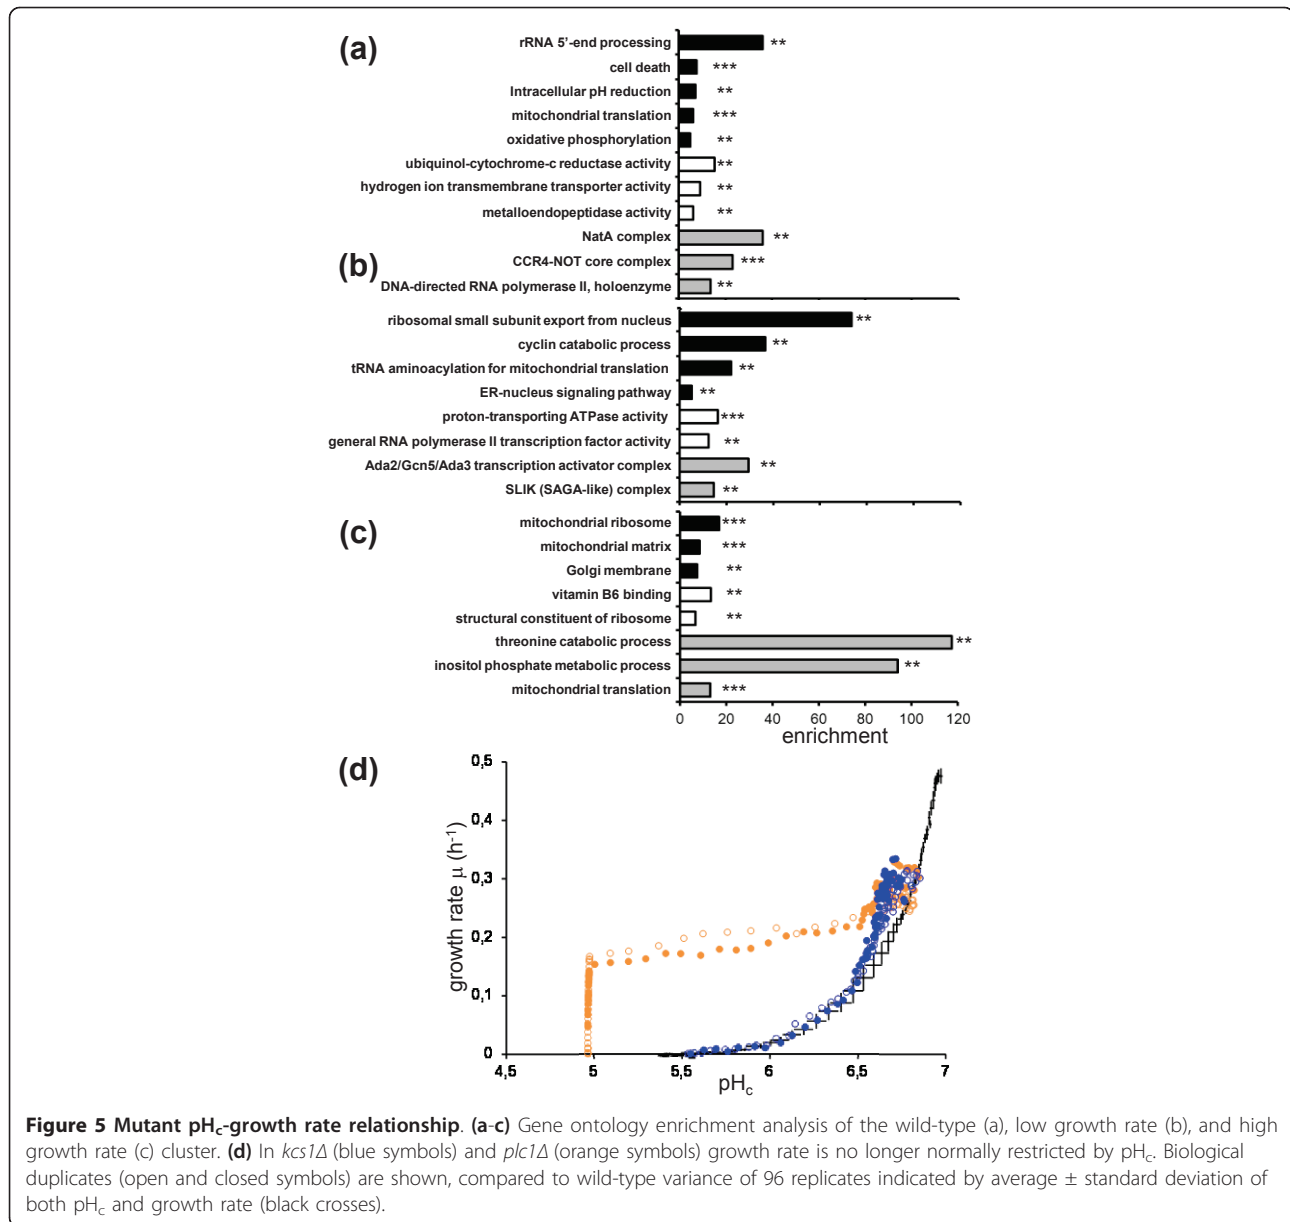 (a)
rRNA 5'-end processing **
cell death ***
Intracellular pH reduction **
mitochondrial translation ***
oxidative phosphorylation **
ubiquinol-cytochrome-c reductase activity **
hydrogen ion transmembrane transporter activity **
metalloendopeptidase activity **
NatA complex **
CCR4-NOT core complex ***
DNA-directed RNA polymerase II, holoenzyme **
(b)
ribosomal small subunit export from nucleus **
cyclin catabolic process **
tRNA aminoacylation for mitochondrial translation **
ER-nucleus signaling pathway **
proton-transporting ATPase activity ***
general RNA polymerase II transcription factor activity **
Ada2/Gcn5/Ada3 transcription activator complex **
SLIK (SAGA-like) complex **
(c)
mitochondrial ribosome ***
mitochondrial matrix ***
Golgi membrane **
vitamin B6 binding **
structural constituent of ribosome **
threonine catabolic process **
inositol phosphate metabolic process **
mitochondrial translation ***
0 20 40 60 80 100 120
enrichment
(d)
growth rate μ (h-1)
0,5
0,4
0,3
0,2
0,1
0
4,5 5 5,5 6 6,5 7
pHc
Figure 5 Mutant pHc-growth rate relationship. (a-c) Gene ontology enrichment analysis of the wild-type (a), low growth rate (b), and high
growth rate (c) cluster. (d) In kcs1Δ (blue symbols) and plc1Δ (orange symbols) growth rate is no longer normally restricted by pHc. Biological
duplicates (open and closed symbols) are shown, compared to wild-type variance of 96 replicates indicated by average ± standard deviation of
both pHc and growth rate (black crosses).